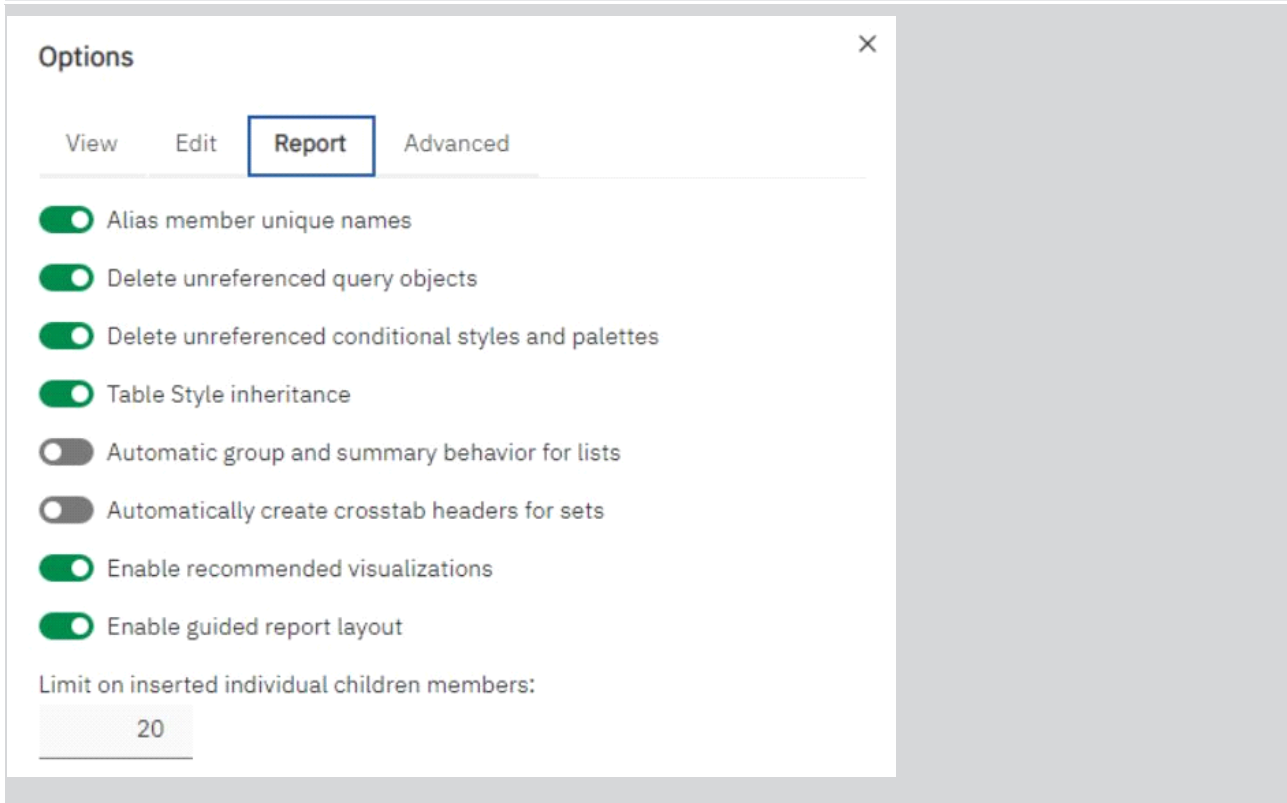 Options
View Edit Report Advanced
Alias member unique names
Delete unreferenced query objects
Delete unreferenced conditional styles and palettes
Table Style inheritance
Automatic group and summary behavior for lists
Automatically create crosstab headers for sets
Enable recommended visualizations
Enable guided report layout
Limit on inserted individual children members:
20